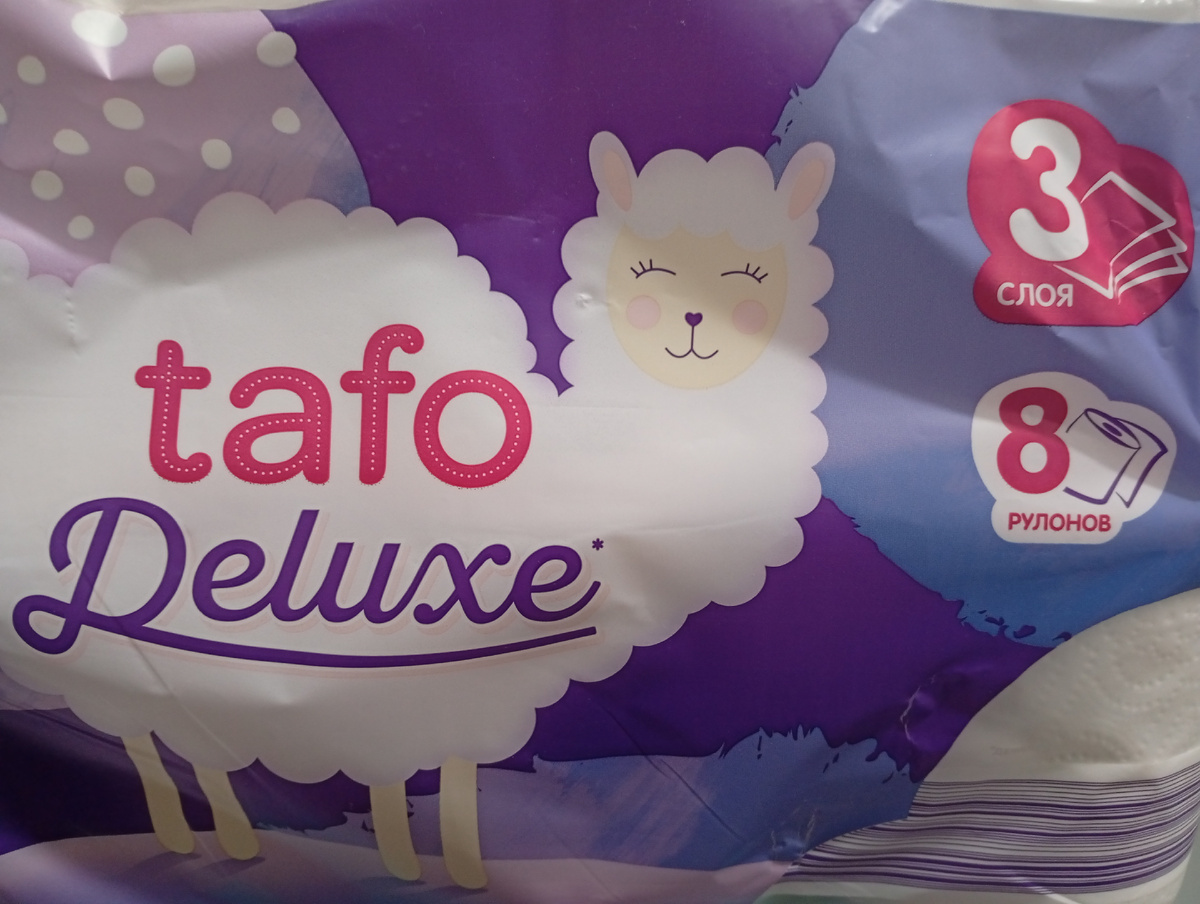 tafo
Deluxe*
3
СЛОЯ
8
РУЛОНОВ